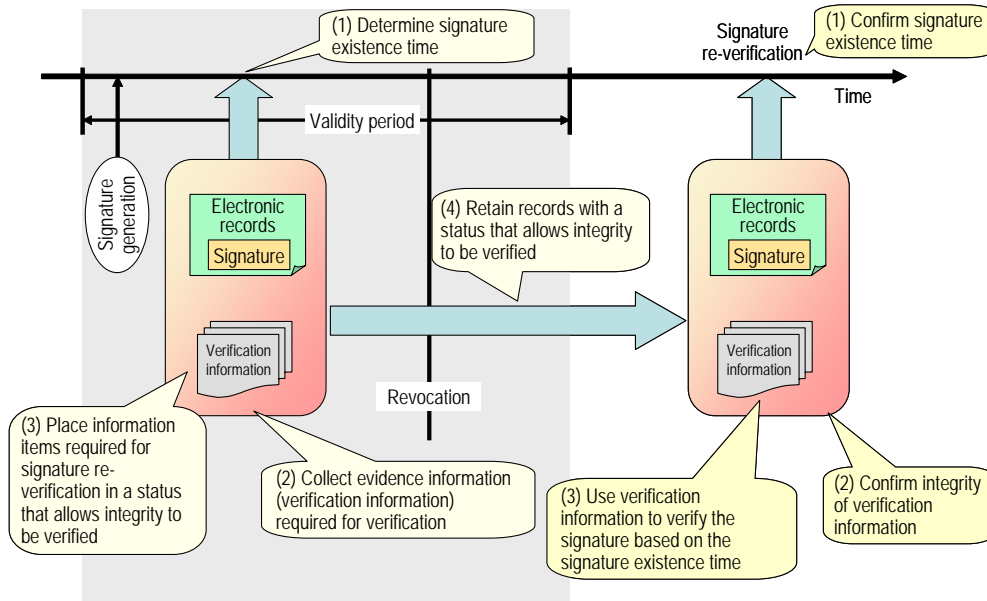 (1) Determine signature
existence time
Signature
re-verification
(1) Confirm signature
existence time
Time
Validity period
Signature
generation
Electronic
records
Signature
Verification
information
(4) Retain records with a
status that allows integrity
to be verified
Electronic
records
Signature
Verification
information
Revocation
(3) Place information
items required for
signature re-
verification in a status
that allows integrity to
be verified
(2) Collect evidence information
(verification information)
required for verification
(3) Use verification
information to verify the
signature based on the
signature existence time
(2) Confirm integrity
of verification
information